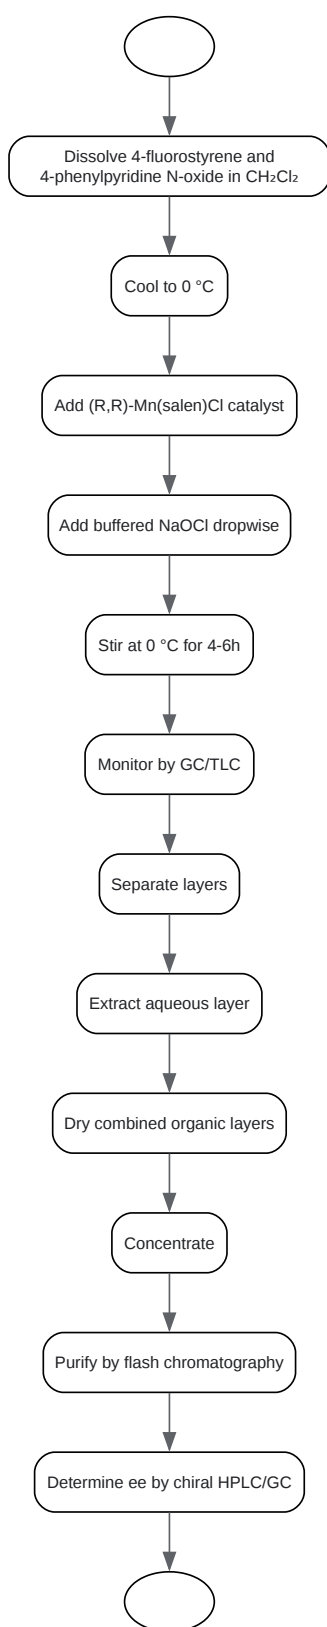 Dissolve 4-fluorostyrene and
4-phenylpyridine N-oxide in CH₂Cl₂
Cool to 0 °C
Add (R,R)-Mn(salen)Cl catalyst
Add buffered NaOCl dropwise
Stir at 0 °C for 4-6h
Monitor by GC/TLC
Separate layers
Extract aqueous layer
Dry combined organic layers
Concentrate
Purify by flash chromatography
Determine ee by chiral HPLC/GC